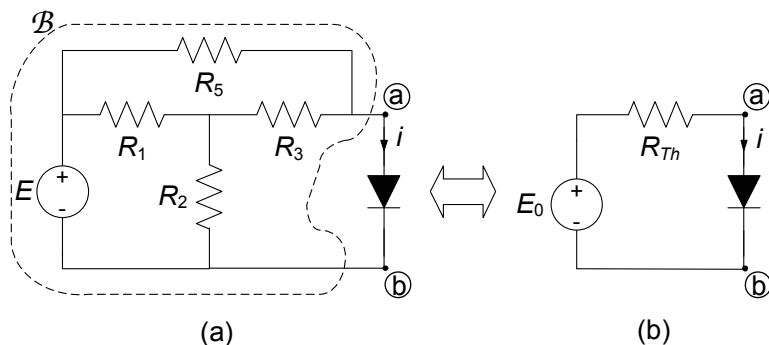 ℬ
R5
a
a
R1
R3
i
RTh
i
E
+
-
R2
E0
+
-
b
b
(a)
(b)